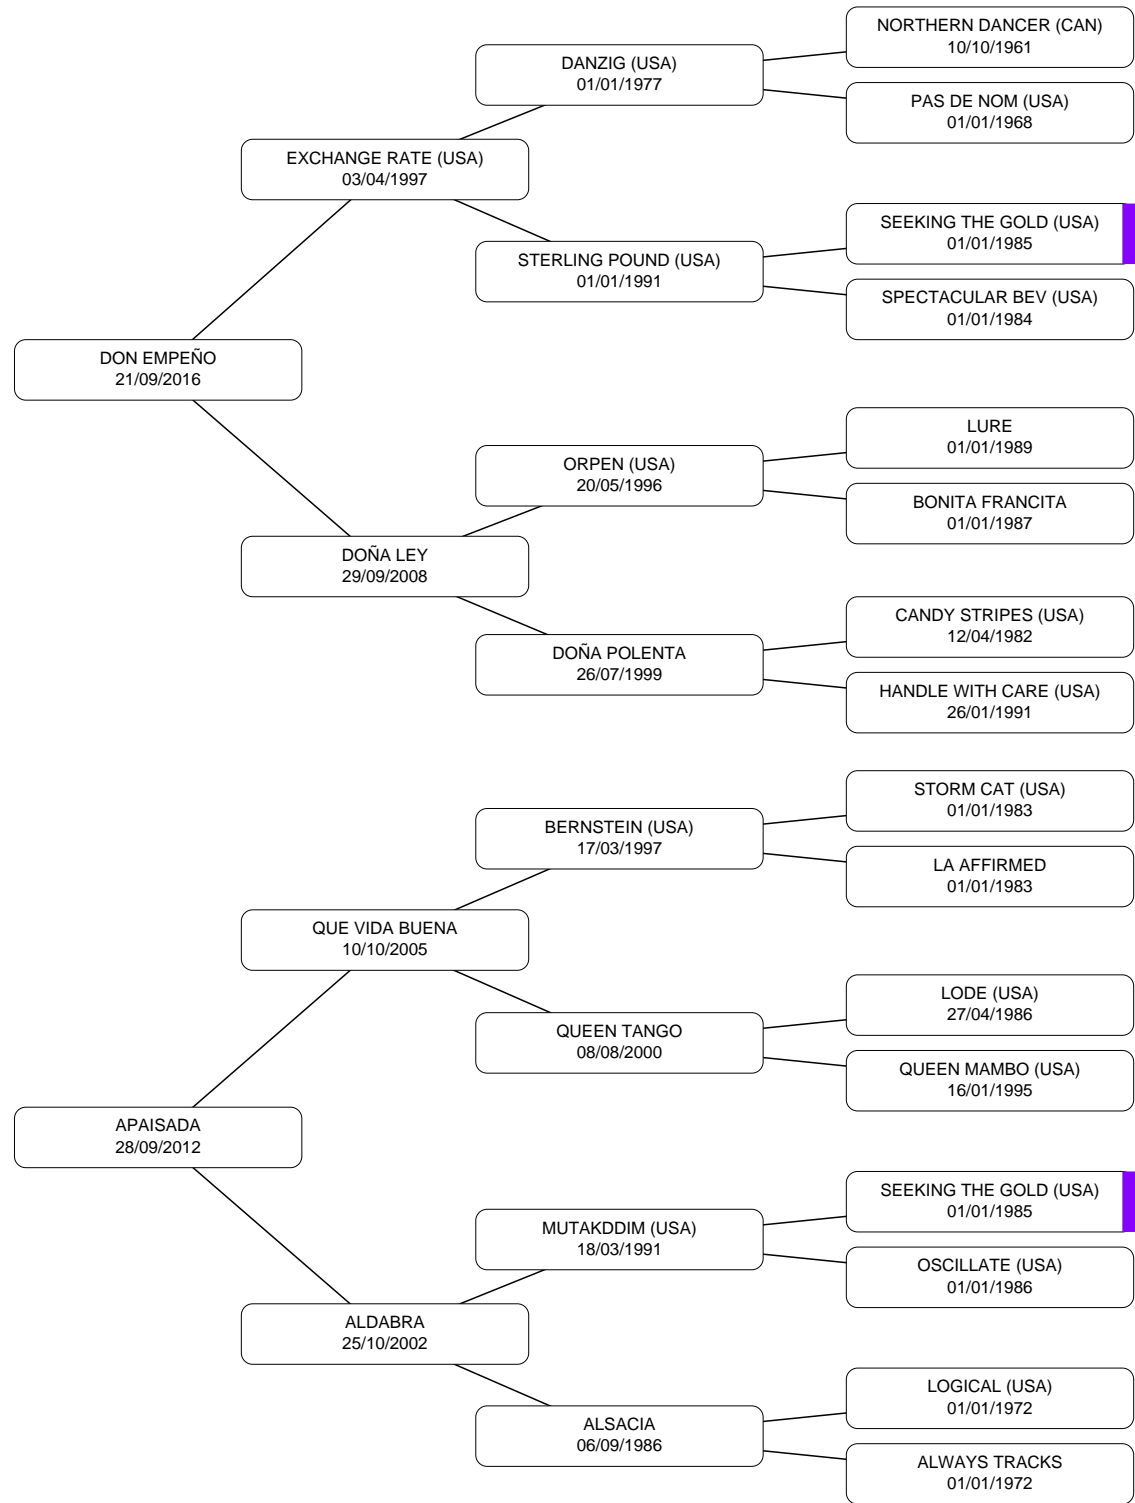 NORTHERN DANCER (CAN)
10/10/1961
DANZIG (USA)
01/01/1977
PAS DE NOM (USA)
01/01/1968
EXCHANGE RATE (USA)
03/04/1997
SEEKING THE GOLD (USA)
01/01/1985
STERLING POUND (USA)
01/01/1991
SPECTACULAR BEV (USA)
01/01/1984
DON EMPEÑO
21/09/2016
LURE
01/01/1989
ORPEN (USA)
20/05/1996
BONITA FRANCITA
01/01/1987
DOÑA LEY
29/09/2008
CANDY STRIPES (USA)
12/04/1982
DOÑA POLENTA
26/07/1999
HANDLE WITH CARE (USA)
26/01/1991
STORM CAT (USA)
01/01/1983
BERNSTEIN (USA)
17/03/1997
LA AFFIRMED
01/01/1983
QUE VIDA BUENA
10/10/2005
LODE (USA)
27/04/1986
QUEEN TANGO
08/08/2000
QUEEN MAMBO (USA)
16/01/1995
APAISADA
28/09/2012
SEEKING THE GOLD (USA)
01/01/1985
MUTAKDDIM (USA)
18/03/1991
OSCILLATE (USA)
01/01/1986
ALDABRA
25/10/2002
LOGICAL (USA)
01/01/1972
ALSACIA
06/09/1986
ALWAYS TRACKS
01/01/1972